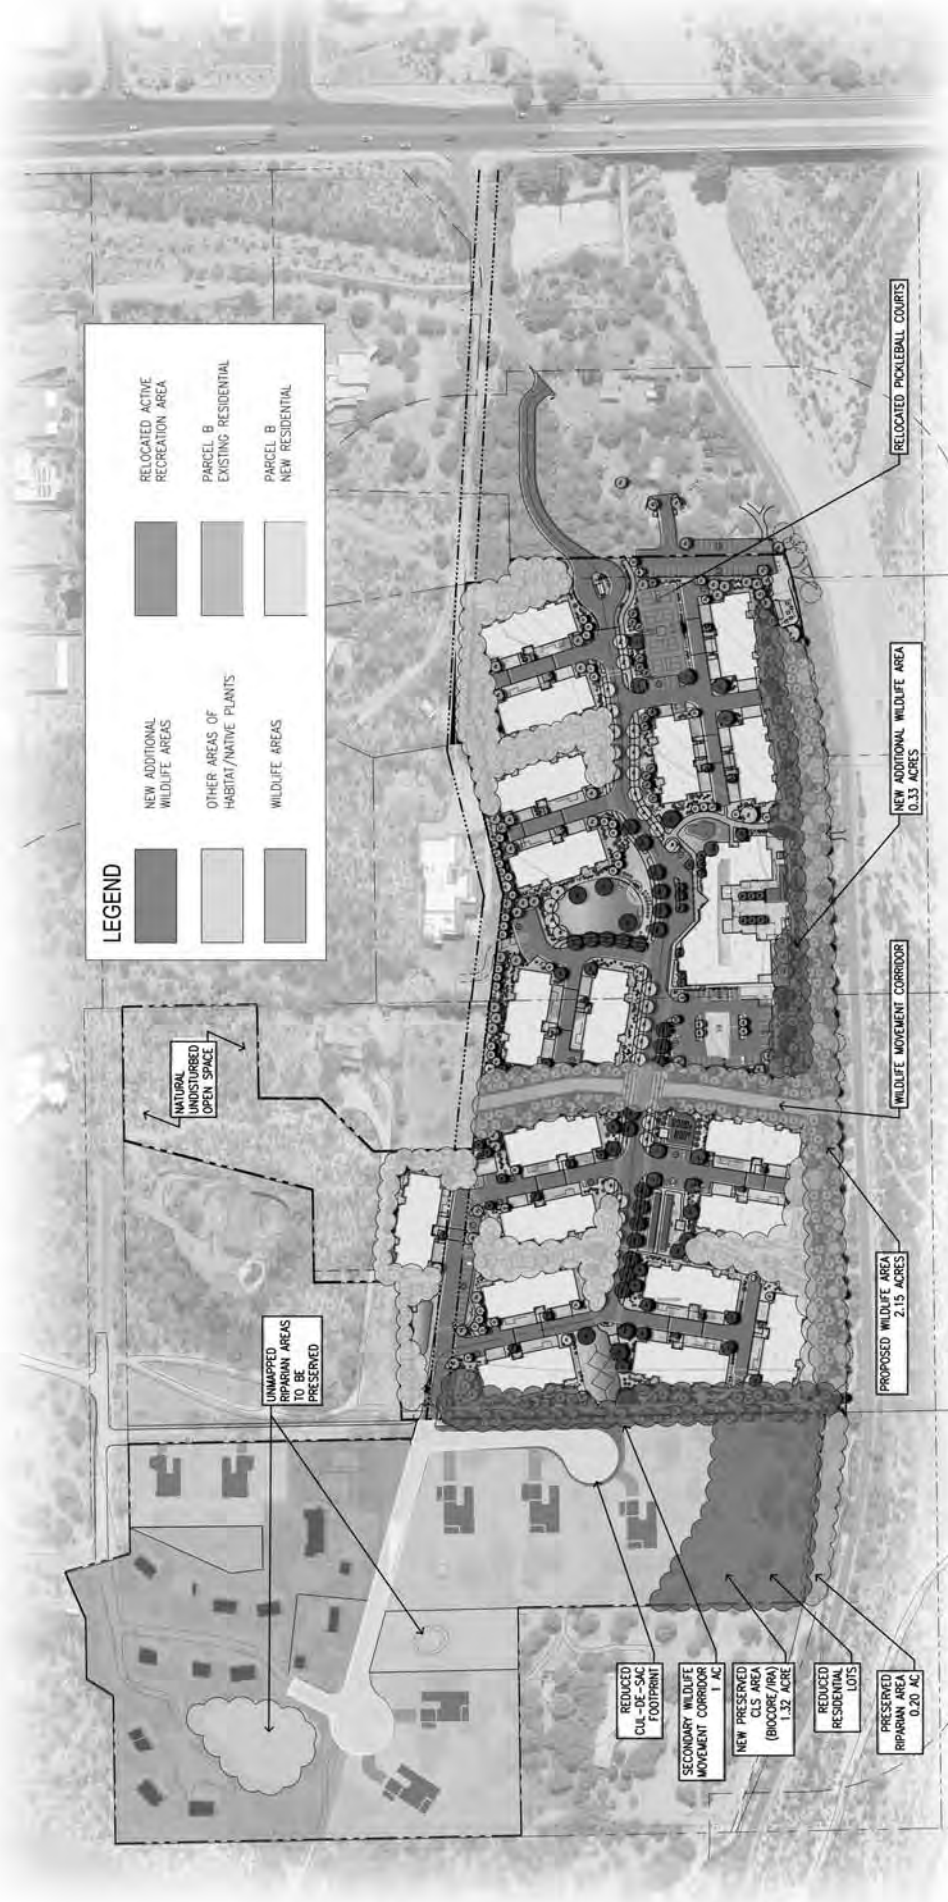 LEGEND
NEW ADDITIONAL
WILDLIFE AREAS
OTHER AREAS OF
HABITAT/NATIVE PLANTS
WILDLIFE AREAS
RELOCATED ACTIVE
RECREATION AREA
PARCEL B
EXISTING RESIDENTIAL
PARCEL B
NEW RESIDENTIAL
UNMAPPED
RIPARIAN AREAS
TO BE
PRESERVED
NATURAL
UNDISTURBED
OPEN SPACE
REDUCED
CUL-DE-SAC
FOOTPRINT
SECONDARY WILDLIFE
MOVEMENT CORRIDOR
1 AC
NEW PRESERVED
CLS AREA
(BIOCORE/IRA)
1.32 ACRE
REDUCED
RESIDENTIAL
LOTS
PRESERVED
RIPARIAN AREA
0.20 AC
PROPOSED WILDLIFE AREA
2.15 ACRES
WILDLIFE MOVEMENT CORRIDOR
NEW ADDITIONAL WILDLIFE AREA
0.33 ACRES
RELOCATED PICKLEBALL COURTS